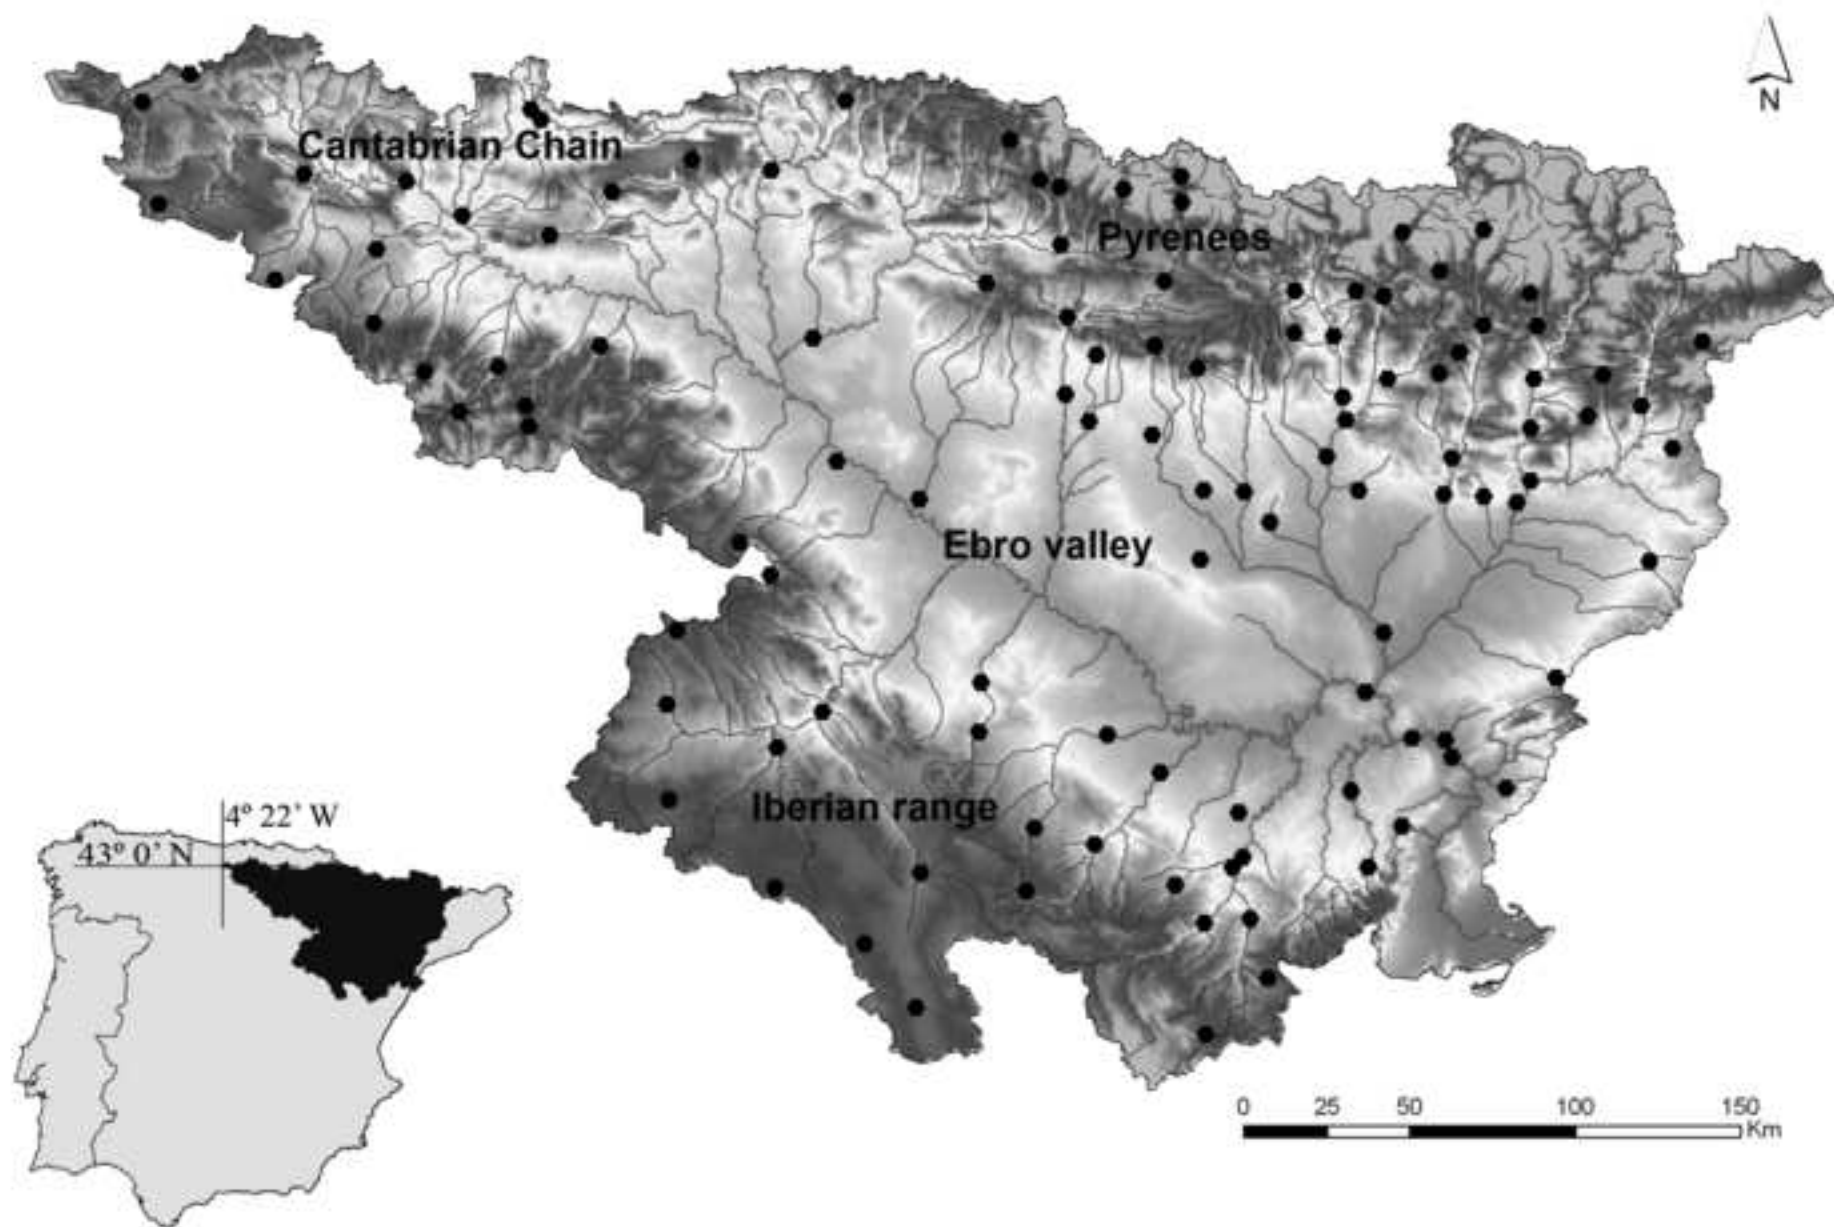 N
Cantabrian Chain
Pyrenees
Ebro valley
Iberian range
4º 22' W
43º 0' N
0 25 50 100 150
Km